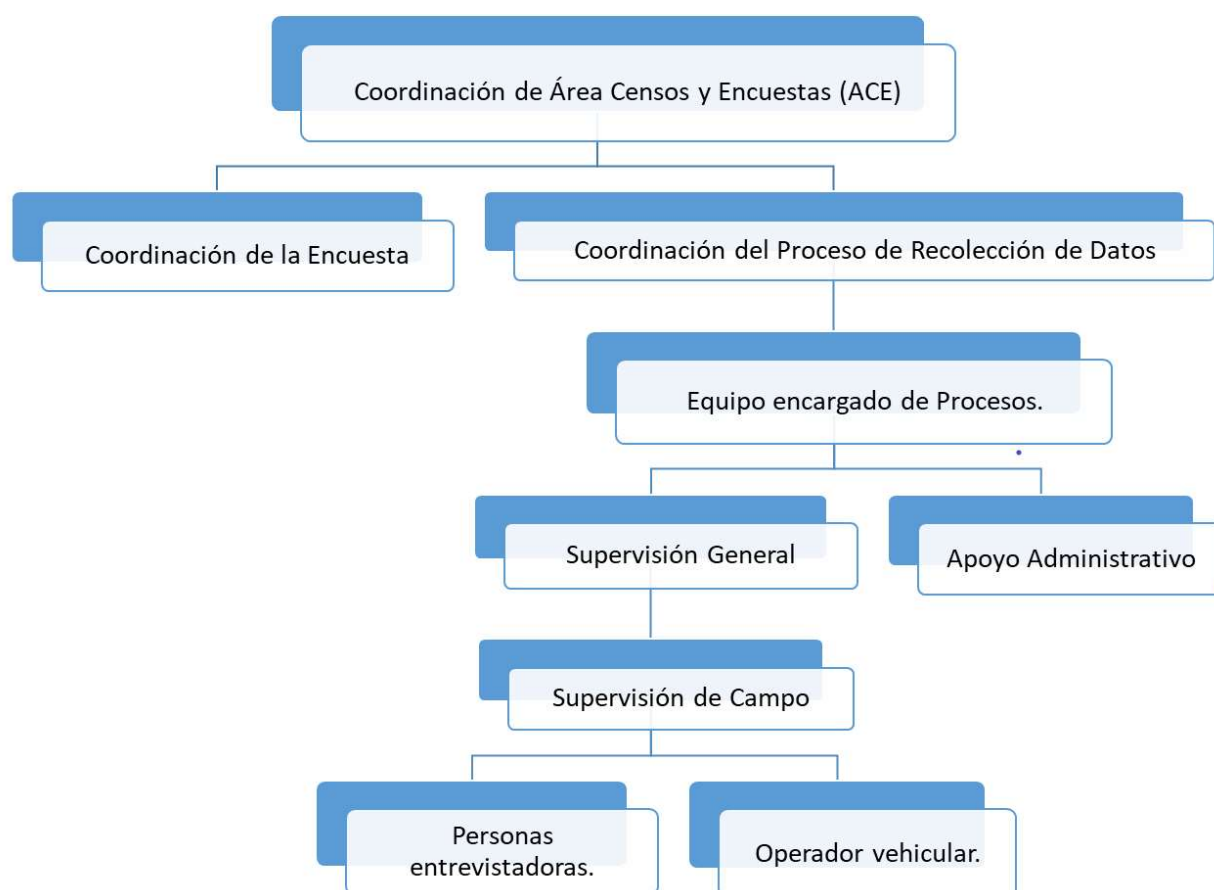 Coordinación de Área Censos y Encuestas (ACE)
Coordinación de la Encuesta
Coordinación del Proceso de Recolección de Datos
Equipo encargado de Procesos.
Supervisión General
Apoyo Administrativo
Supervisión de Campo
Personas
entrevistadoras.
Operador vehicular.